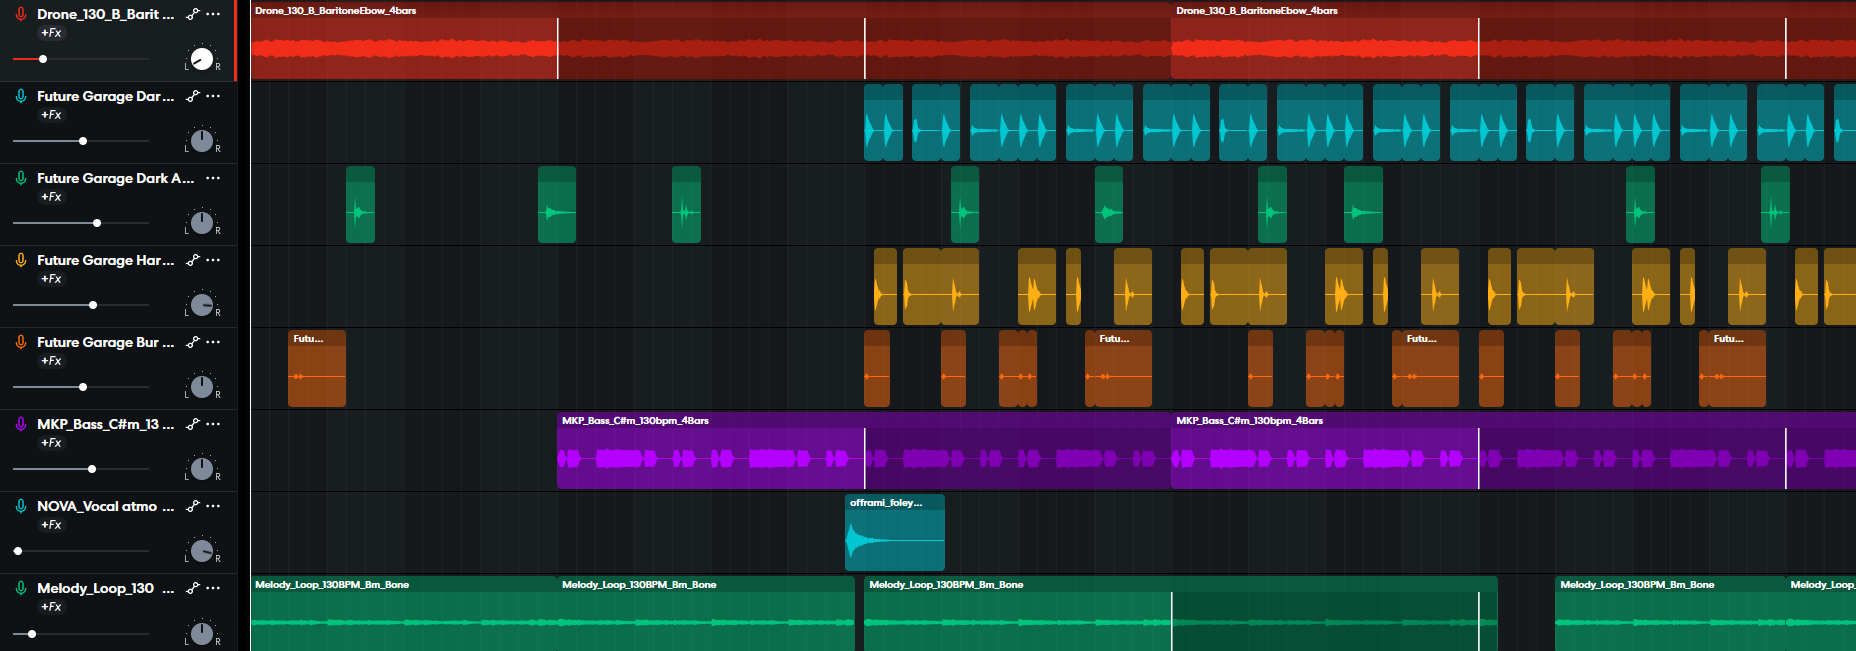 Drone_130_B_Barit ...
+Fx
L R
Drone_130_B_BaritoneEbow_4bars
Drone_130_B_BaritoneEbow_4bars
Future Garage Dar ...
+Fx
L R
Future Garage Dark A...
+Fx
L R
Future Garage Har ...
+Fx
L R
Future Garage Bur ...
+Fx
L R
Futu...
Futu...
Futu...
Futu...
MKP_Bass_C#m_13 ...
+Fx
L R
MKP_Bass_C#m_130bpm_4Bars
MKP_Bass_C#m_130bpm_4Bars
NOVA_Vocal atmo ...
+Fx
L R
offrami_foley...
Melody_Loop_130 ...
+Fx
L R
Melody_Loop_130BPM_Bm_Bone
Melody_Loop_130BPM_Bm_Bone
Melody_Loop_130BPM_Bm_Bone
Melody_Loop_130BPM_Bm_Bone
Melody_Loop_